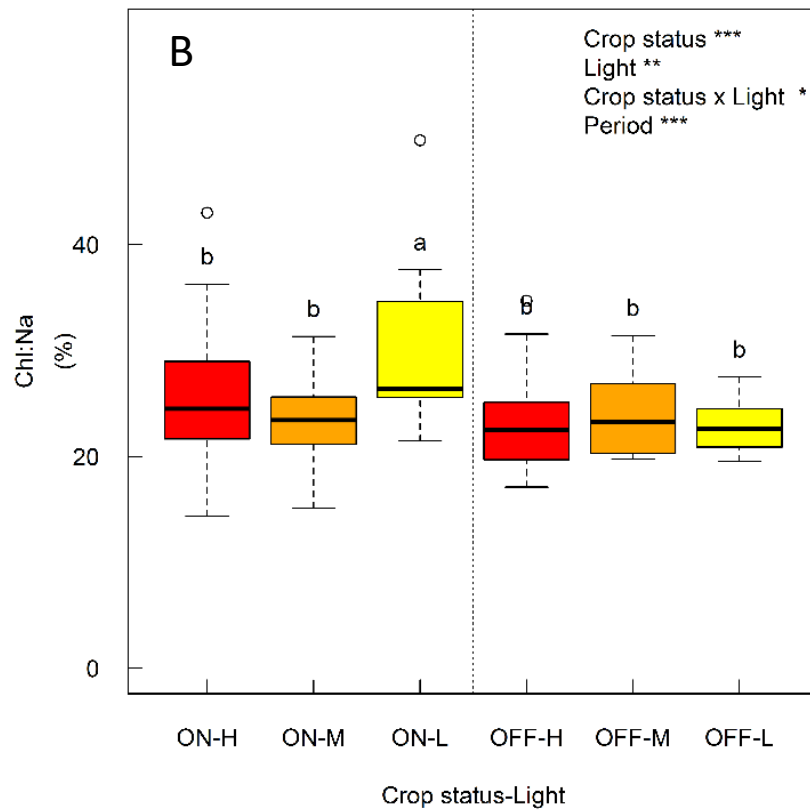 B
Crop status ***
Light **
Crop status x Light *
Period ***
Chl:Na
(%)
40
20
0
b
b
a
b
b
b
ON-H
ON-M
ON-L
OFF-H
OFF-M
OFF-L
Crop status-Light